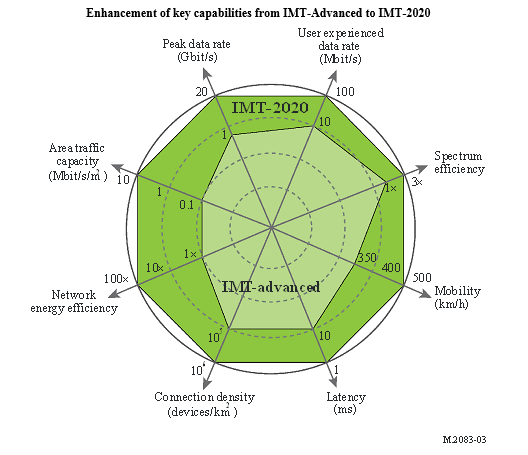 Enhancement of key capabilities from IMT-Advanced to IMT-2020
Peak data rate
(Gbit/s)
User experienced
data rate
(Mbit/s)
20
100
IMT-2020
1
10
Area traffic
capacity
(Mbit/s/m²)
Spectrum
efficiency
10
1
0.1
1×
3×
1×
10×
100×
350
400
500
Network
energy efficiency
IMT-advanced
Mobility
(km/h)
10
10
10
1
Connection density
(devices/km²)
Latency
(ms)
M.2083-03